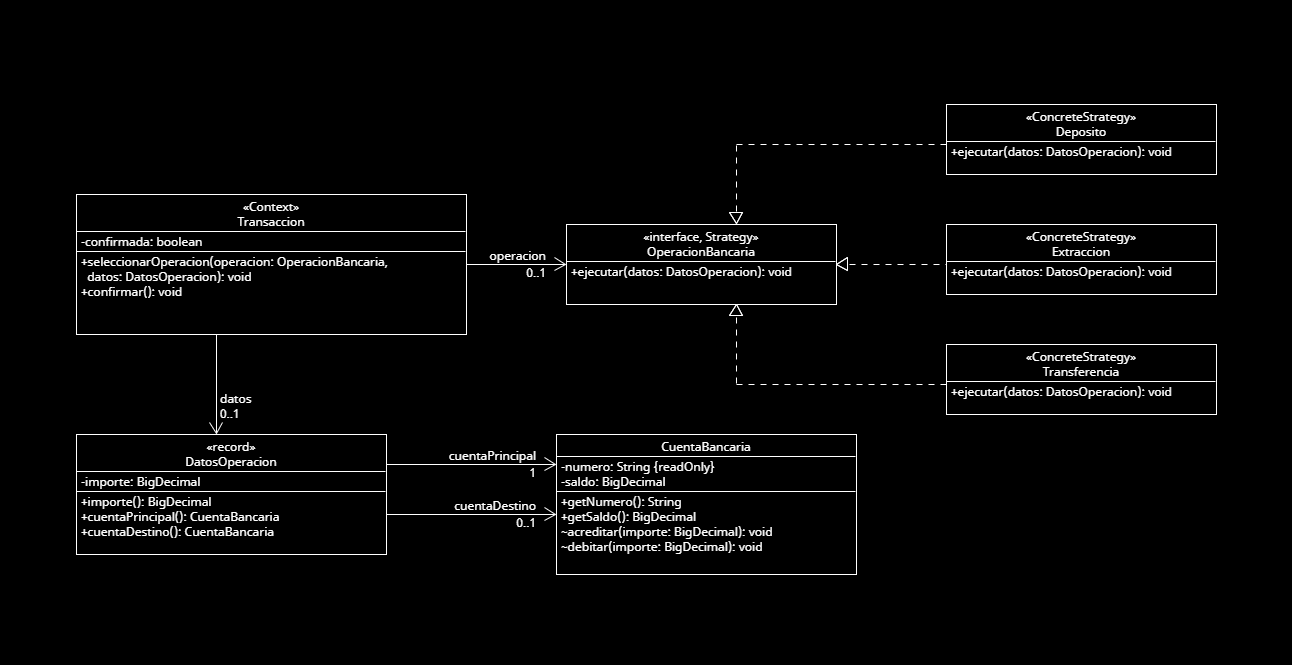 «ConcreteStrategy»
Deposito
+ejecutar(datos: DatosOperacion): void
«Context»
Transaccion
-confirmada: boolean
+seleccionarOperacion(operacion: OperacionBancaria,
datos: DatosOperacion): void
+confirmar(): void
operacion
0..1
«interface, Strategy»
OperacionBancaria
+ejecutar(datos: DatosOperacion): void
«ConcreteStrategy»
Extraccion
+ejecutar(datos: DatosOperacion): void
«ConcreteStrategy»
Transferencia
+ejecutar(datos: DatosOperacion): void
datos
0..1
«record»
DatosOperacion
-importe: BigDecimal
+importe(): BigDecimal
+cuentaPrincipal(): CuentaBancaria
+cuentaDestino(): CuentaBancaria
cuentaPrincipal
1
cuentaDestino
0..1
CuentaBancaria
-numero: String {readOnly}
-saldo: BigDecimal
+getNumero(): String
+getSaldo(): BigDecimal
~acreditar(importe: BigDecimal): void
~debitar(importe: BigDecimal): void